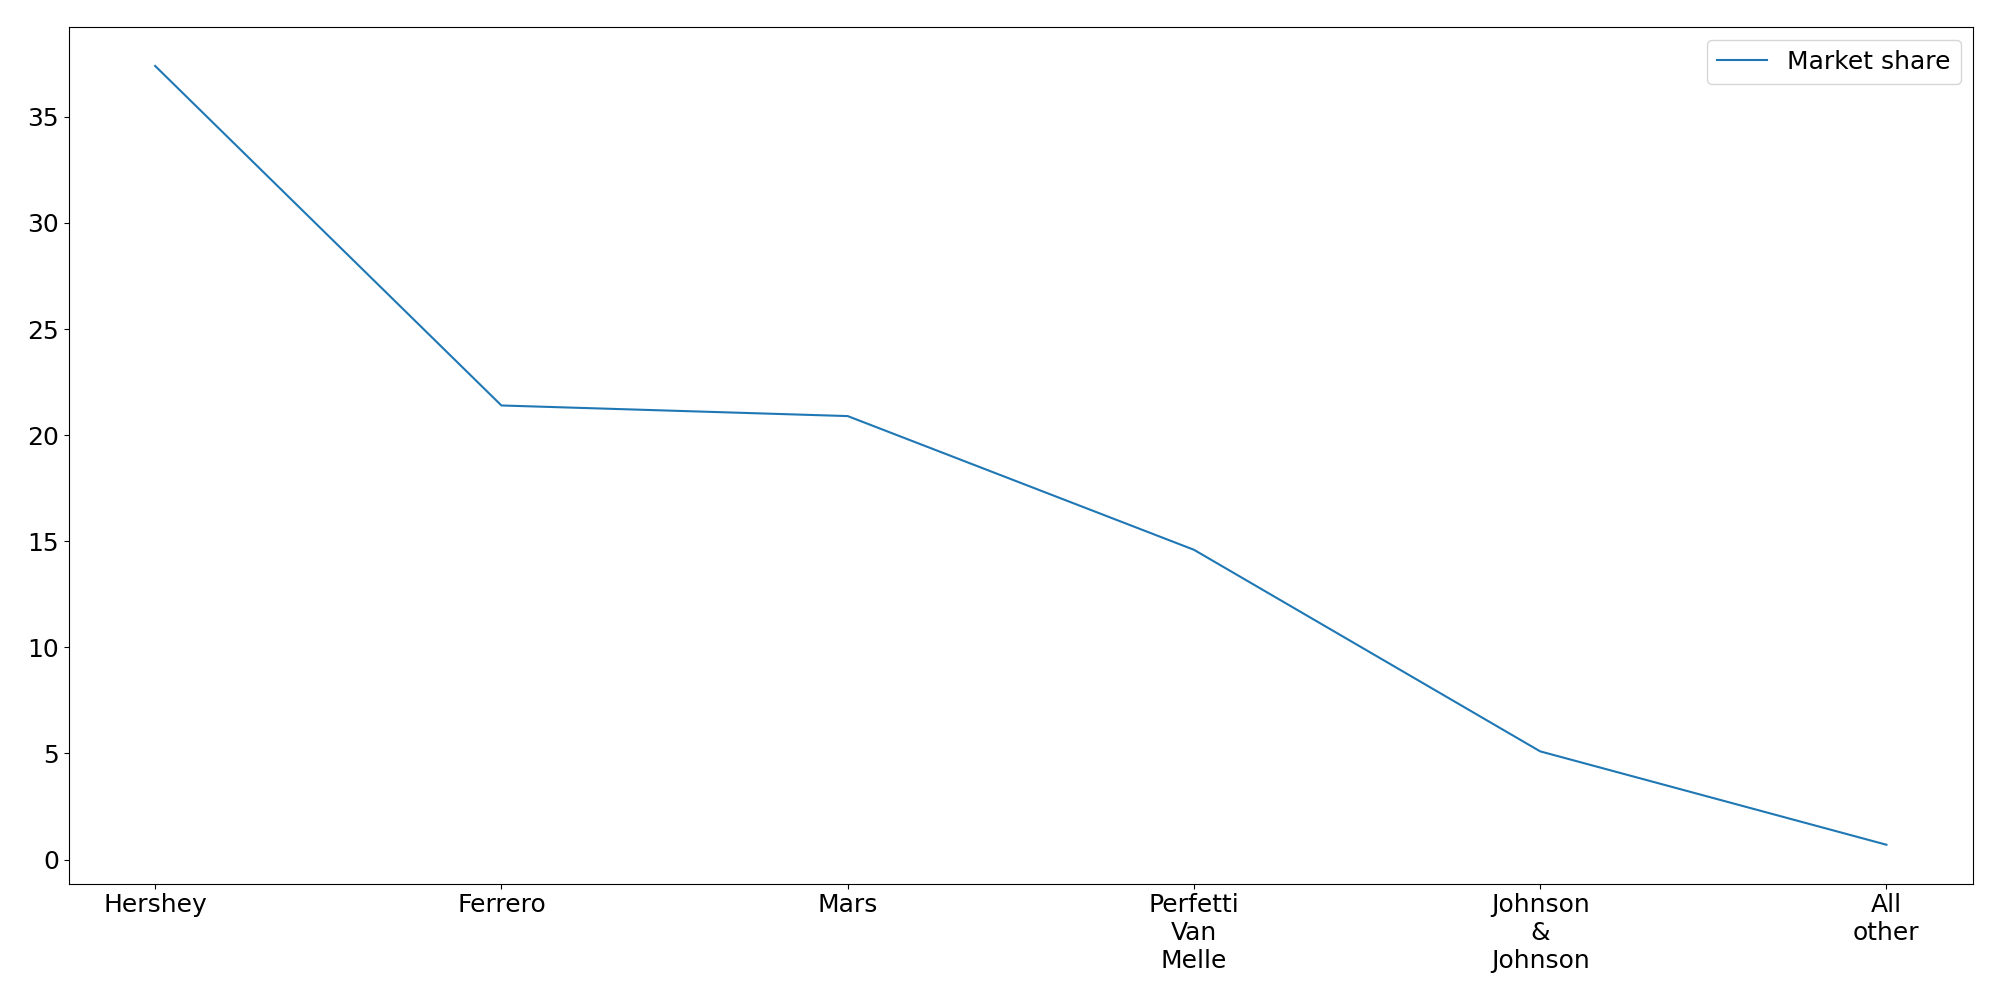 Market share
35
30
25
20
15
10
5
0
Hershey
Ferrero
Mars
Perfetti
Van
Melle
Johnson
&
Johnson
All
other